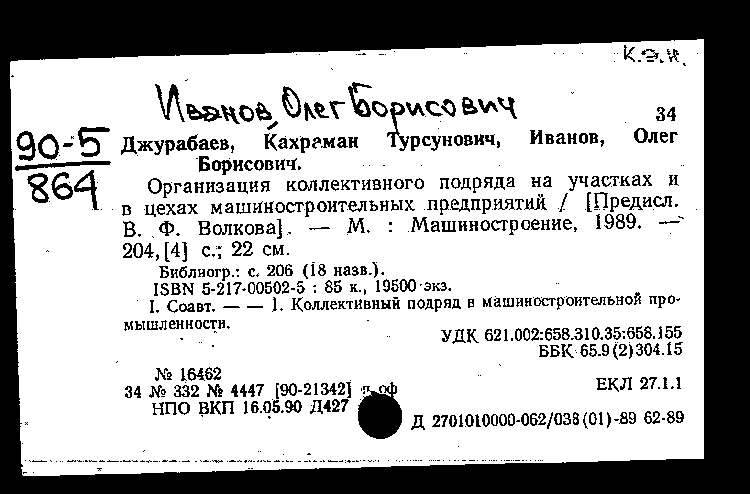 К.Э.Н.
Иванов, Олег Борисович
34
90-5
864
Джурабаев, Кахраман Турсунович, Иванов, Олег
Борисович.
Организация коллективного подряда на участках и
в цехах машиностроительных предприятий / [Предисл.
В. Ф. Волкова]. — М. : Машиностроение, 1989. —
204,[4] с.; 22 см.
Библиогр.: с. 206 (18 назв.).
ISBN 5-217-00502-5 : 85 к., 19500 экз.
I. Соавт. — — 1. Коллективный подряд в машиностроительной про-
мышленности.
УДК 621.002:658.310.35:658.155
ББК 65.9(2)304.15
№ 16462
34 № 332 № 4447 [90-21342] п оф
ЕКЛ 27.1.1
НПО ВКП 16.05.90 Д427
Д 2701010000-062/038(01)-89 62-89